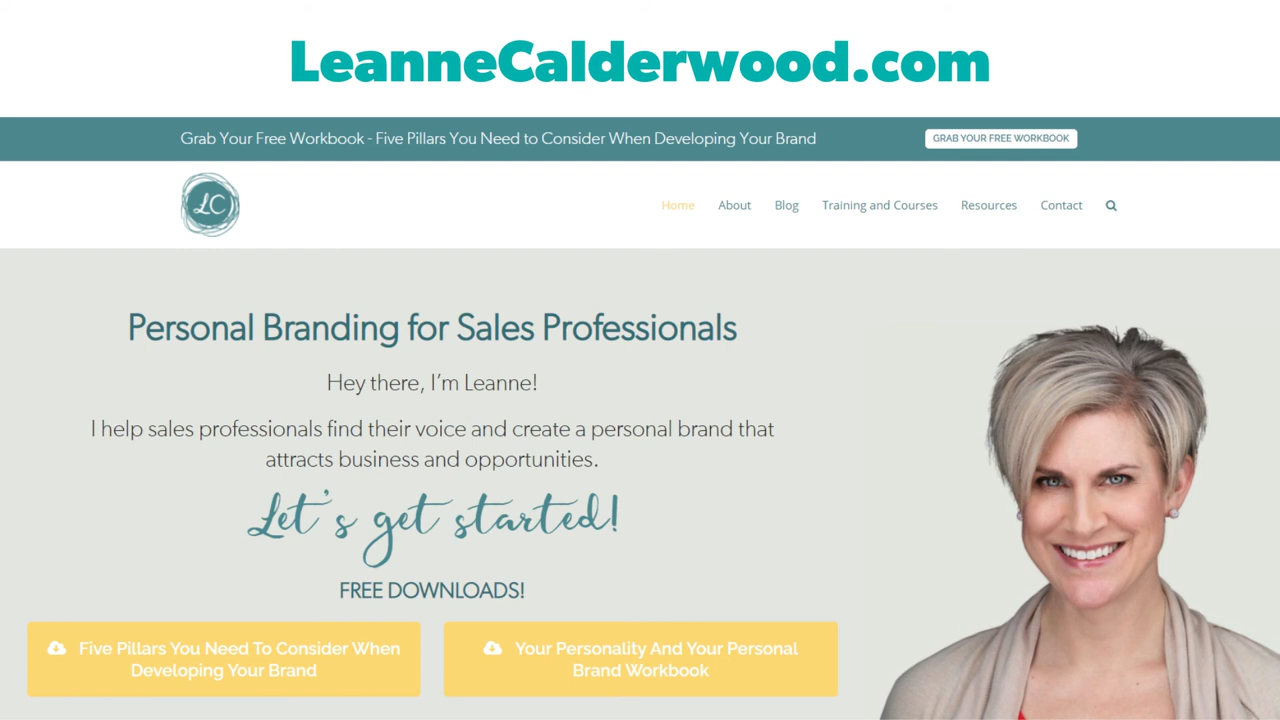 LeanneCalderwood.com
Grab Your Free Workbook - Five Pillars You Need to Consider When Developing Your Brand
GRAB YOUR FREE WORKBOOK
LC
Home
About
Blog
Training and Courses
Resources
Contact
Personal Branding for Sales Professionals
Hey there, I'm Leanne!
I help sales professionals find their voice and create a personal brand that
attracts business and opportunities.
Let's get started!
FREE DOWNLOADS!
Five Pillars You Need To Consider When
Developing Your Brand
Your Personality And Your Personal
Brand Workbook